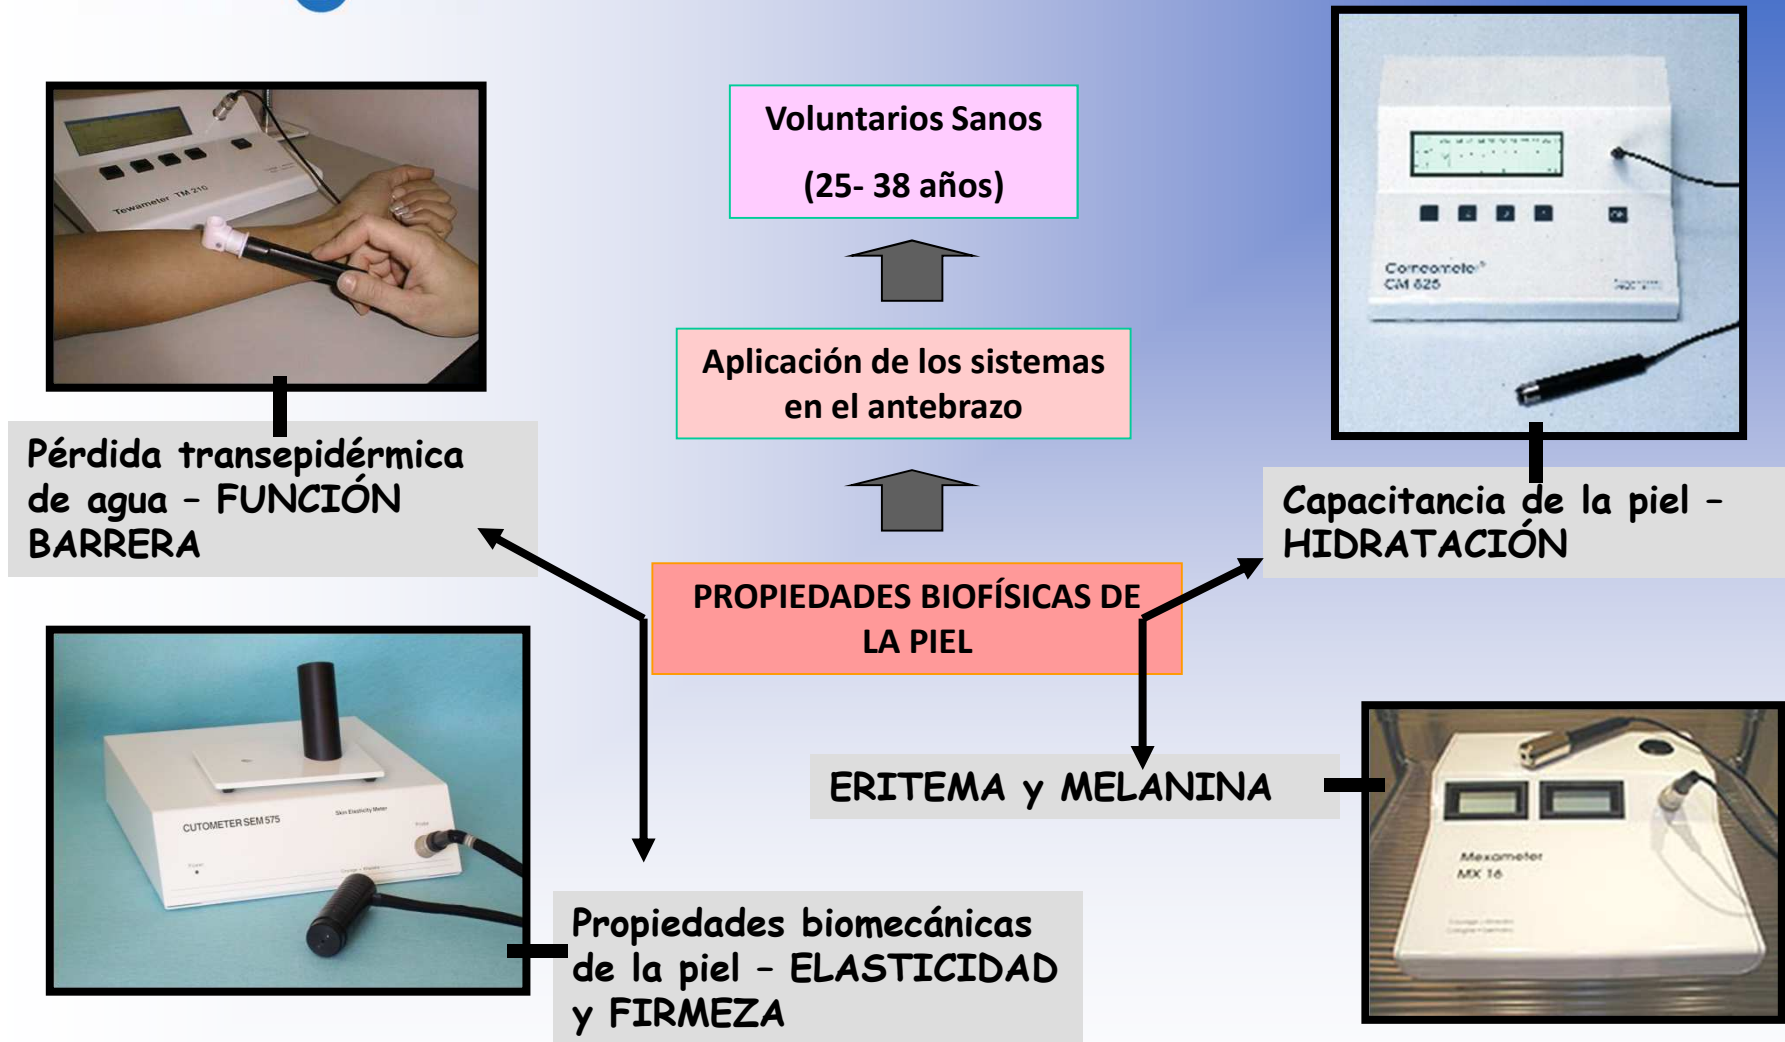 Voluntarios Sanos
(25- 38 años)
Tewameter TM 210
Corneometer®
CM 825
Aplicación de los sistemas
en el antebrazo
Pérdida transepidérmica
de agua – FUNCIÓN
BARRERA
Capacitancia de la piel –
HIDRATACIÓN
PROPIEDADES BIOFÍSICAS DE
LA PIEL
CUTOMETER SEM 575
Skin Elasticity Meter
Probe
ERITEMA y MELANINA
Mexameter
MX 16
Propiedades biomecánicas
de la piel – ELASTICIDAD
y FIRMEZA